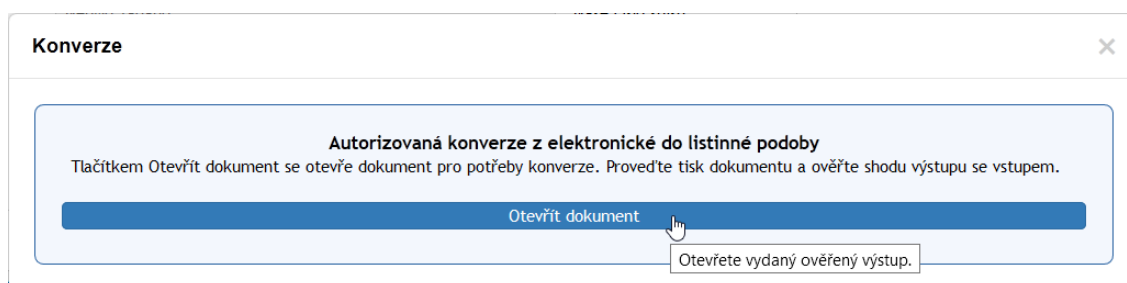 Konverze
Autorizovaná konverze z elektronické do listinné podoby
Tlačítkem Otevřít dokument se otevře dokument pro potřeby konverze. Proveďte tisk dokumentu a ověřte shodu výstupu se vstupem.
Otevřít dokument
Otevřete vydaný ověřený výstup.